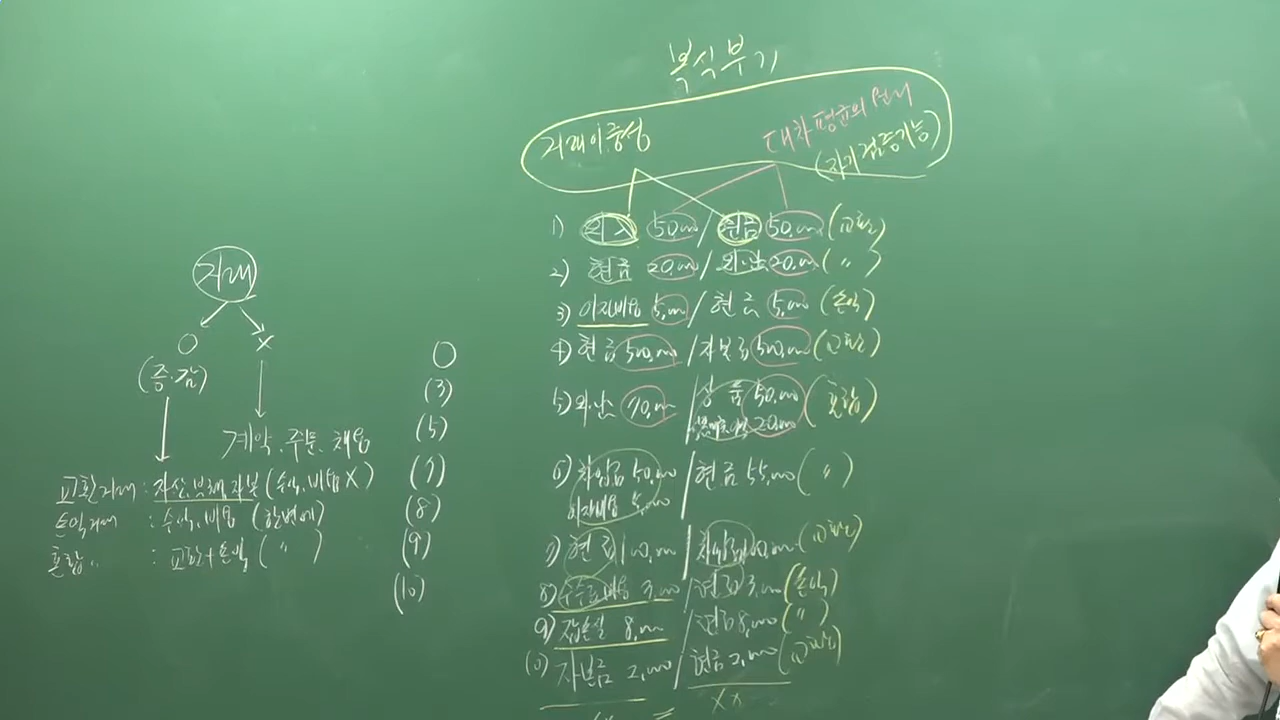 복식부기
거래이중성
대차평균의 원리
(자기검증기능)
1) 외 50,000 / 현금 50,000 (교환)
2) 현금 20,000 / 외 20,000 ( 〃 )
3) 이자비용 5,000 / 현금 5,000 (손익)
4) 현금 500,000 / 자본금 500,000 (교환)
5) 외 70,000 / 상품 50,000 (혼합)
20,000
6) 차입금 50,000 / 현금 55,000 ( 〃 )
이자비용 5,000
7) 현금 100,000 / 차입금 100,000 (교환)
8) 수수료비용 3,000 / 현금 3,000 (손익)
9) 잡손실 8,000 / 현금 8,000 ( 〃 )
(10) 자본금 2,000 / 현금 2,000 (교환)
XX
거래
○ ×
(증·감)
계약, 주문, 채용
교환거래 : 자산, 부채, 자본 (수익, 비용 X)
손익거래 : 수익, 비용 (한번에)
혼합 〃 : 교환+손익 ( 〃 )
○
(3)
(5)
(7)
(8)
(9)
(10)